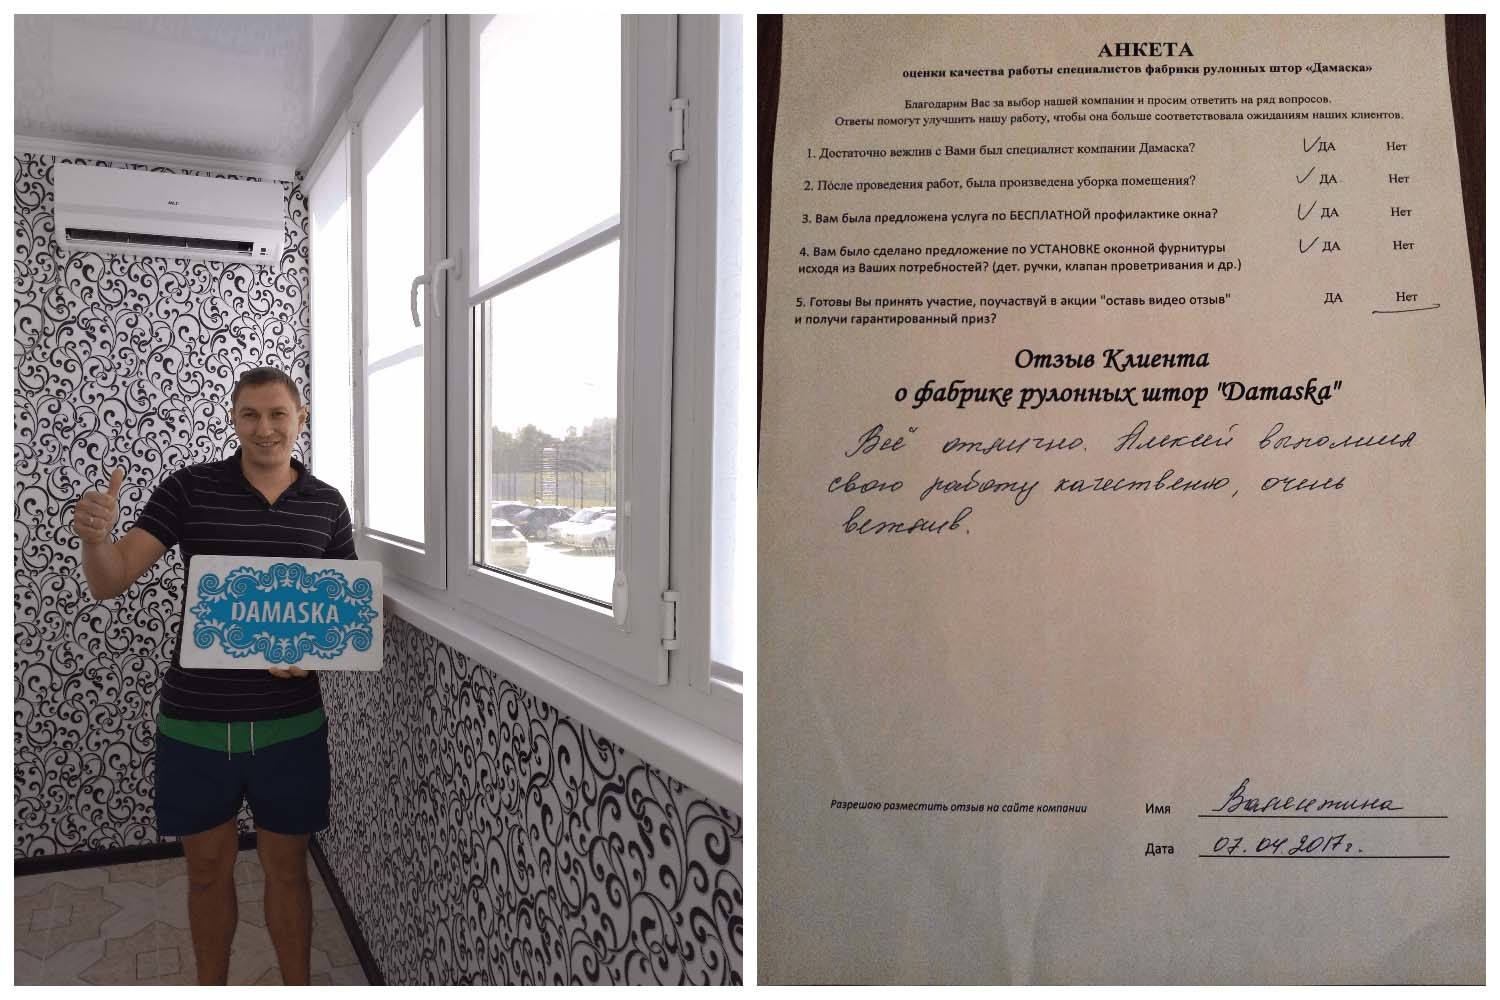 DAMASKA
АНКЕТА
оценки качества работы специалистов фабрики рулонных штор «Дамаска»
Благодарим Вас за выбор нашей компании и просим ответить на ряд вопросов.
Ответы помогут улучшить нашу работу, чтобы она больше соответствовала ожиданиям наших клиентов.
1. Достаточно вежлив с Вами был специалист компании Дамаска? ДА Нет
2. После проведения работ, была произведена уборка помещения? ДА Нет
3. Вам была предложена услуга по БЕСПЛАТНОЙ профилактике окна? ДА Нет
4. Вам было сделано предложение по УСТАНОВКЕ оконной фурнитуры ДА Нет
исходя из Ваших потребностей? (дет. ручки, клапан проветривания и др.)
5. Готовы Вы принять участие, поучаствуй в акции "оставь видео отзыв" ДА Нет
и получи гарантированный приз?
Отзыв Клиента
о фабрике рулонных штор "Damaska"
Всё отлично. Алексей выполнил
свою работу качественно, очень
вежлив.
Разрешаю разместить отзыв на сайте компании Имя Валентина
Дата 07.04.2017г.